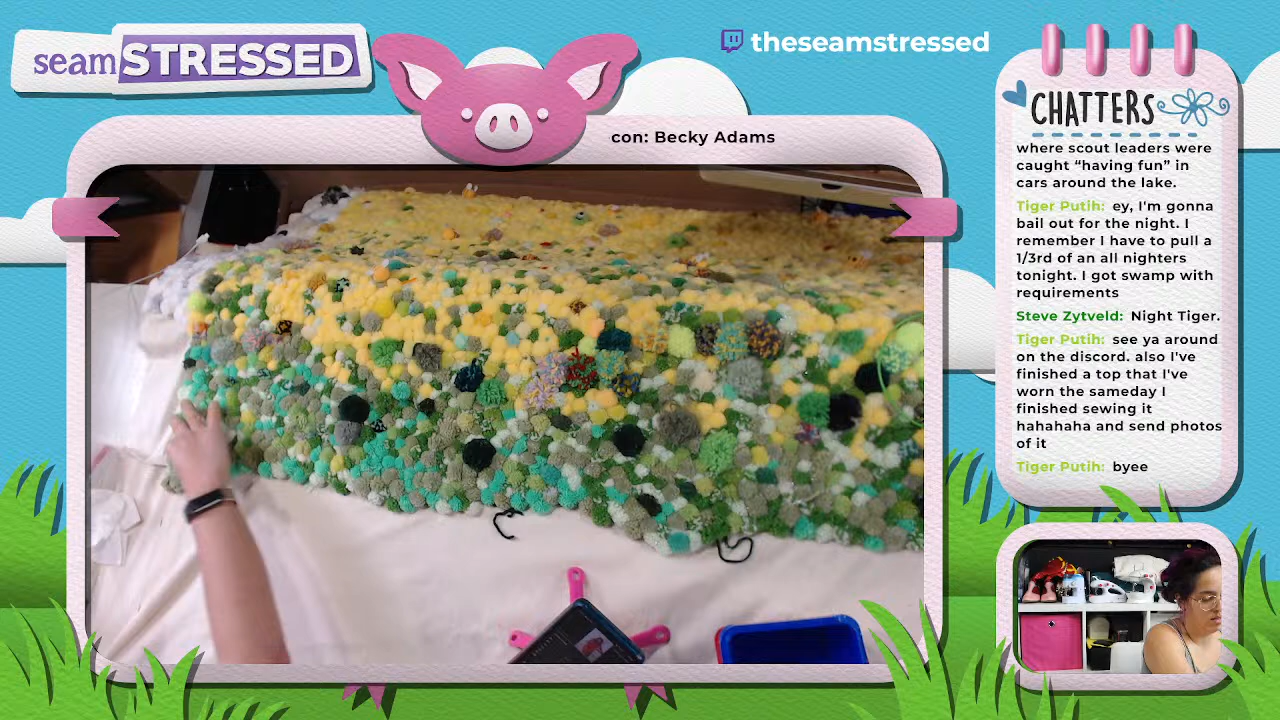 seamSTRESSED
theseamstressed
con: Becky Adams
CHATTERS
where scout leaders were
caught “having fun” in
cars around the lake.
Tiger Putih: ey, I'm gonna
bail out for the night. I
remember I have to pull a
1/3rd of an all nighters
tonight. I got swamp with
requirements
Steve Zytveld: Night Tiger.
Tiger Putih: see ya around
on the discord. also I've
finished a top that I've
worn the sameday I
finished sewing it
hahahaha and send photos
of it
Tiger Putih: byee